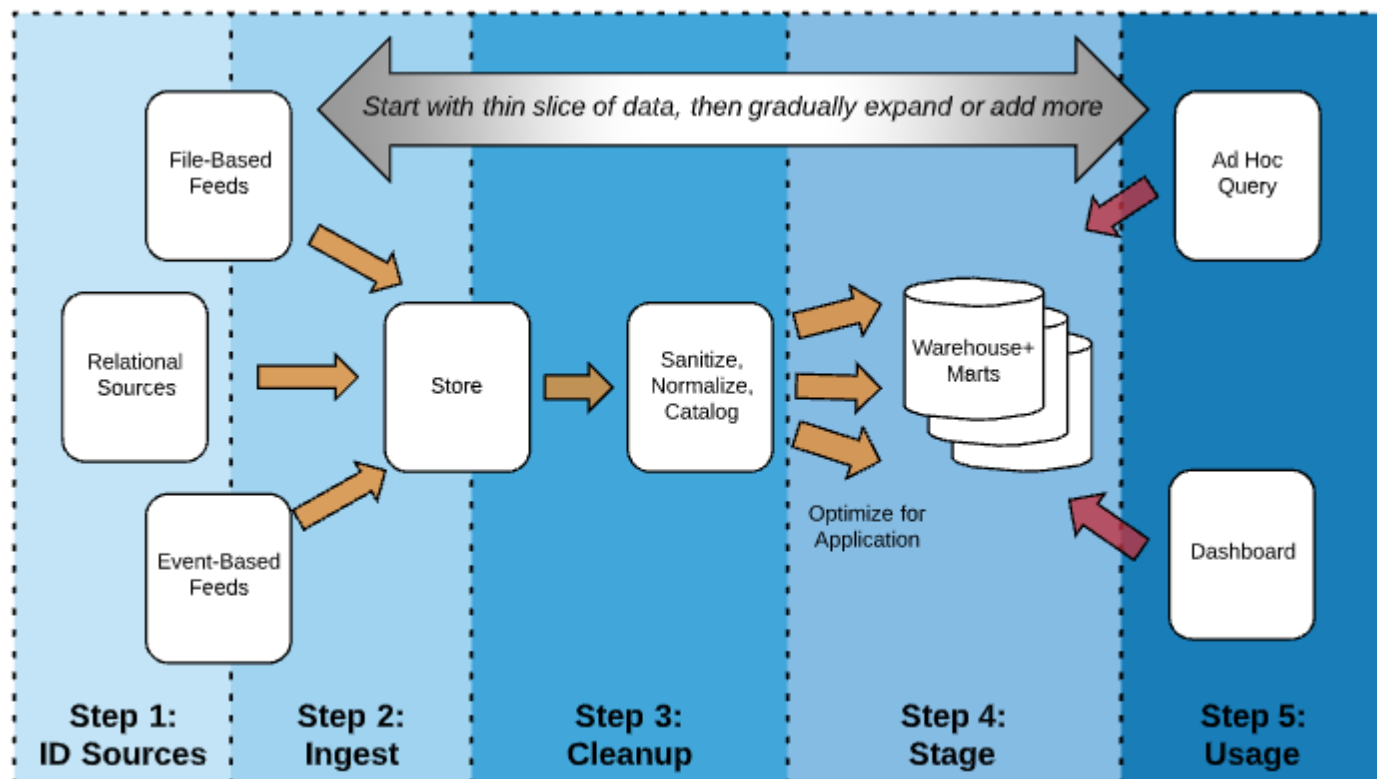 Start with thin slice of data, then gradually expand or add more
File-Based
Feeds
Ad Hoc
Query
Relational
Sources
Store
Sanitize,
Normalize,
Catalog
Warehouse+
Marts
Optimize for
Application
Event-Based
Feeds
Dashboard
Step 1:
ID Sources
Step 2:
Ingest
Step 3:
Cleanup
Step 4:
Stage
Step 5:
Usage